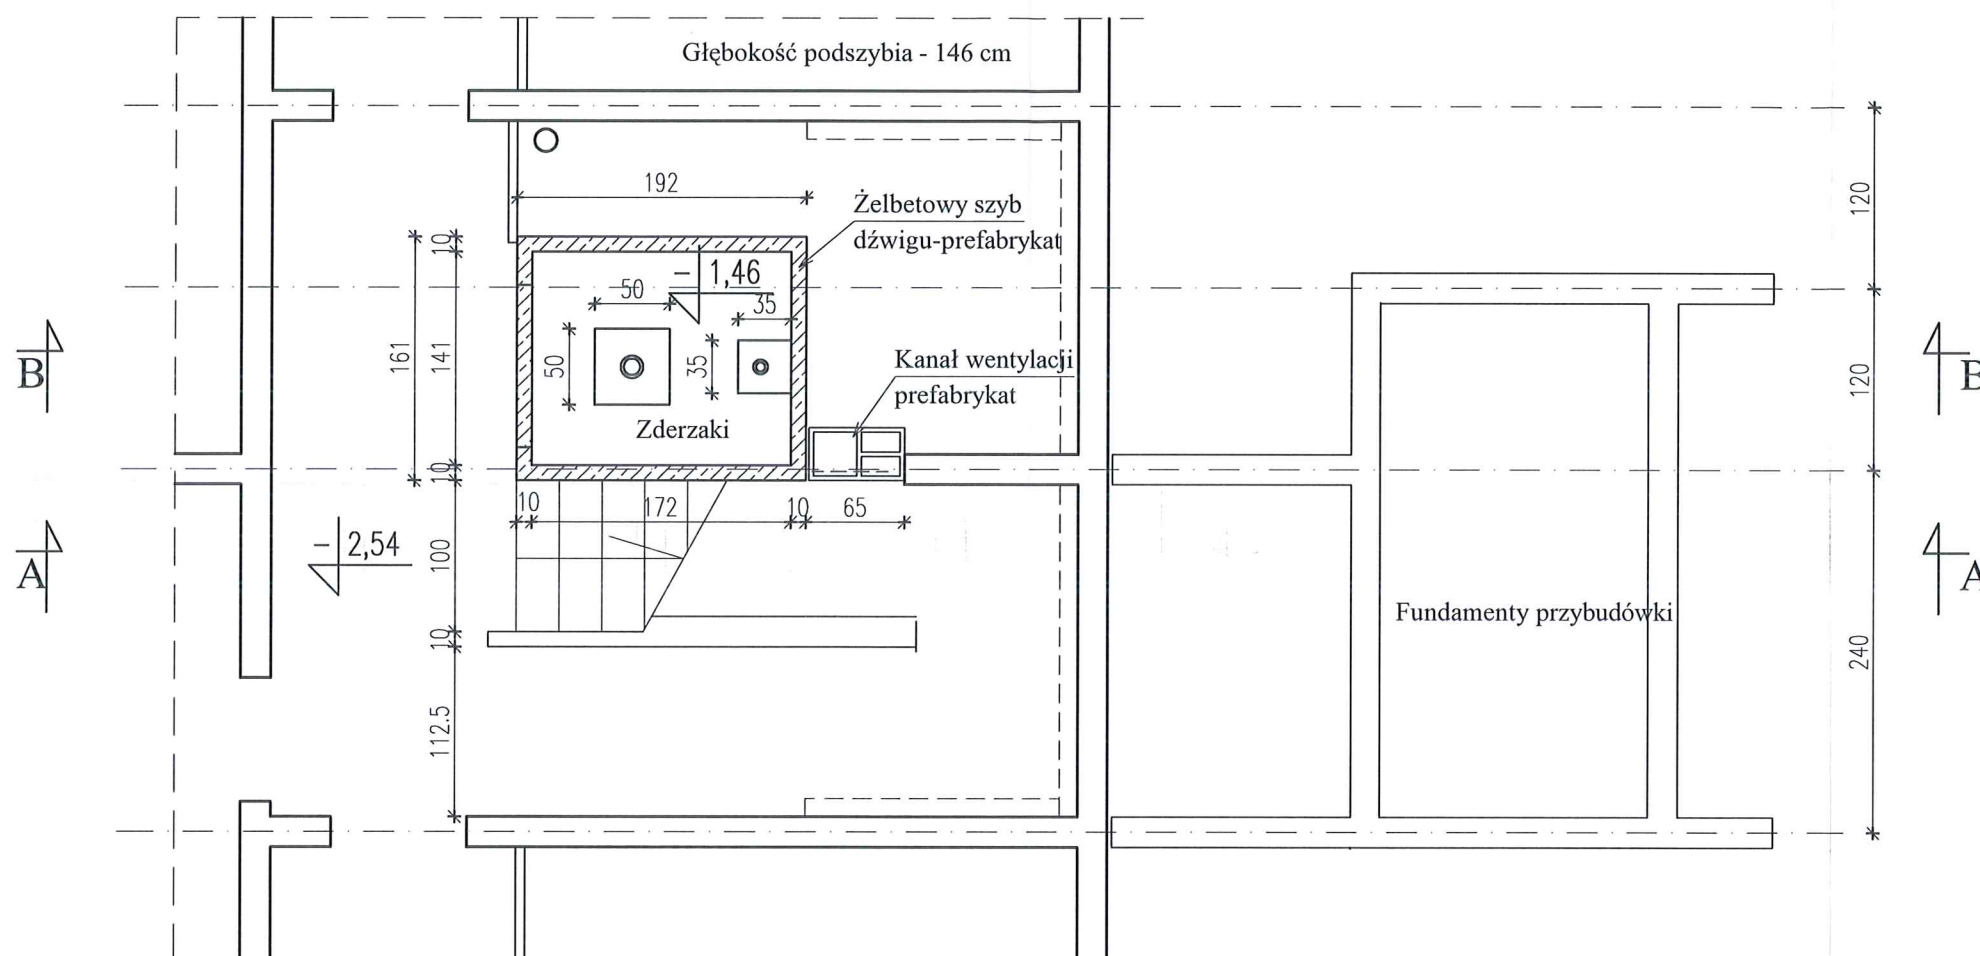 Głębokość podszybia - 146 cm
192
Żelbetowy szyb
dźwigu-prefabrykat
120
10
- 1,46
50
35
161
141
50
35
Kanał wentylacji
prefabrykat
120
B
B
Zderzaki
10
10
172
10
65
- 2,54
100
A
A
Fundamenty przybudówki
10
240
112.5